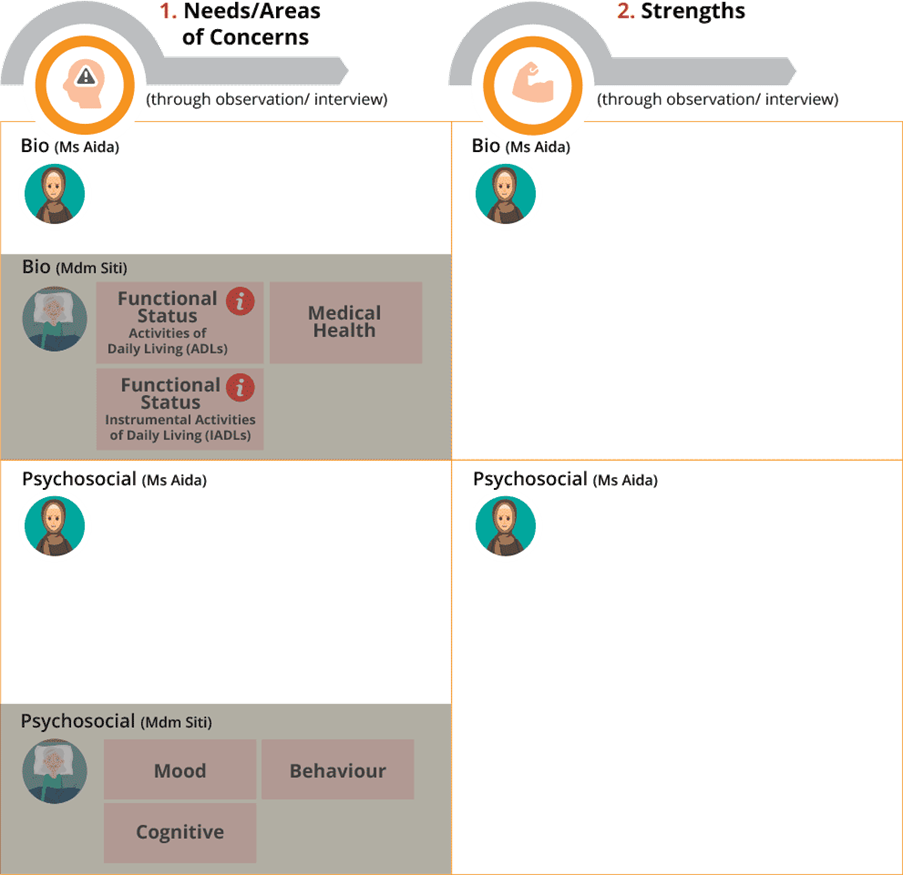 1. Needs/Areas
of Concerns
(through observation/ interview)
2. Strengths
(through observation/ interview)
Bio (Ms Aida)
Bio (Ms Aida)
Bio (Mdm Siti)
Functional
Status
Activities of
Daily Living (ADLs)
i
Medical
Health
Functional
Status
Instrumental Activities
of Daily Living (IADLs)
i
Psychosocial (Ms Aida)
Psychosocial (Ms Aida)
Psychosocial (Mdm Siti)
Mood
Behaviour
Cognitive